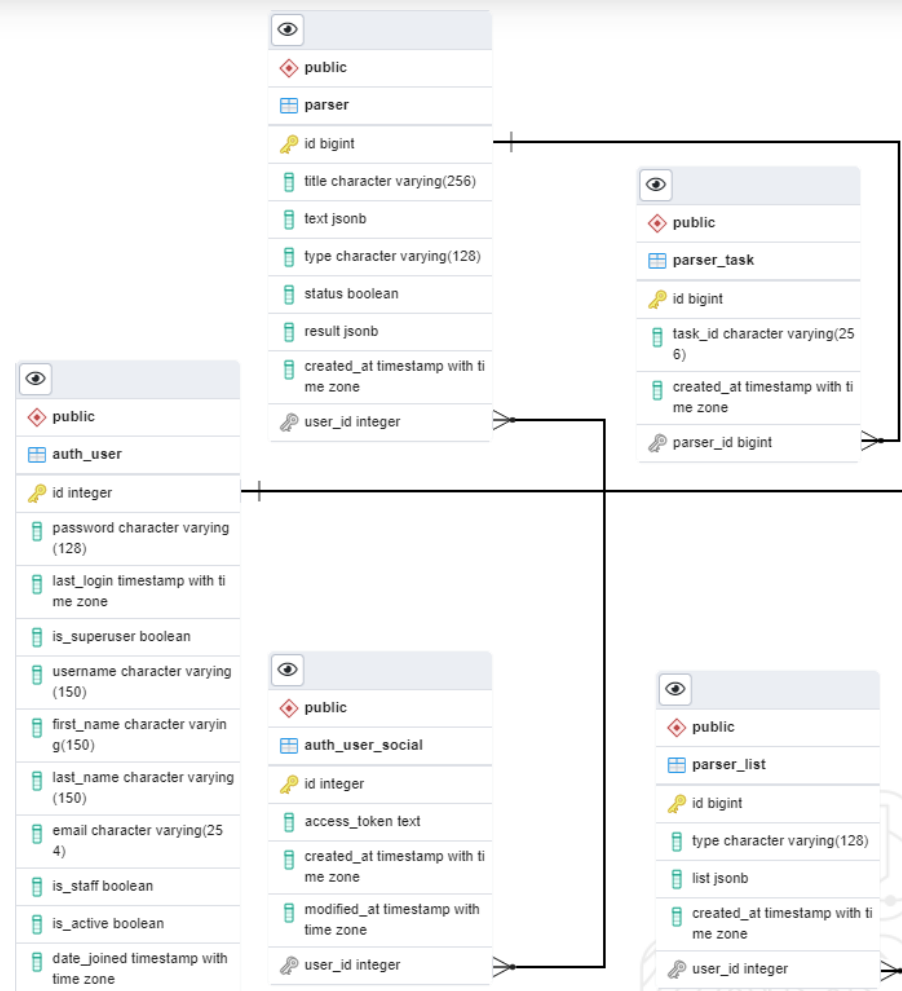 public
parser
id bigint
title character varying(256)
text jsonb
type character varying(128)
status boolean
result jsonb
created_at timestamp with ti
me zone
user_id integer
public
parser_task
id bigint
task_id character varying(25
6)
created_at timestamp with ti
me zone
parser_id bigint
public
auth_user
id integer
password character varying
(128)
last_login timestamp with ti
me zone
is_superuser boolean
username character varying
(150)
first_name character varyin
g(150)
last_name character varying
(150)
email character varying(25
4)
is_staff boolean
is_active boolean
date_joined timestamp with
time zone
public
auth_user_social
id integer
access_token text
created_at timestamp with ti
me zone
modified_at timestamp with
time zone
user_id integer
public
parser_list
id bigint
type character varying(128)
list jsonb
created_at timestamp with ti
me zone
user_id integer